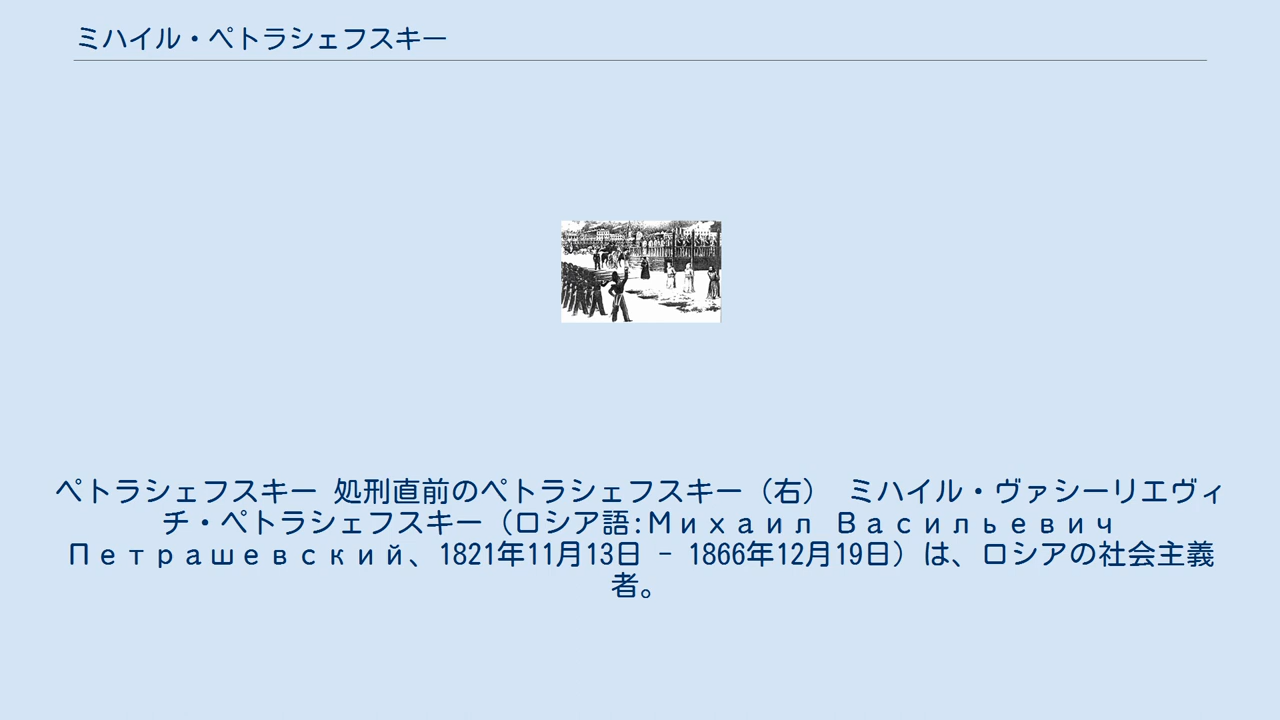 ミハイル・ペトラシェフスキー
ペトラシェフスキー 処刑直前のペトラシェフスキー（右） ミハイル・ヴァシーリエヴィ
チ・ペトラシェフスキー（ロシア語:Михаил Васильевич
Петрашевский、1821年11月13日 - 1866年12月19日）は、ロシアの社会主義
者。